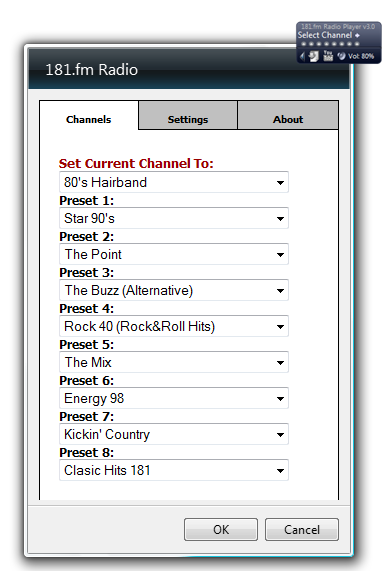 181.fm Radio Player v3.0
Select Channel
You
Vol: 80%
181.fm Radio
Channels
Settings
About
Set Current Channel To:
80's Hairband
Preset 1:
Star 90's
Preset 2:
The Point
Preset 3:
The Buzz (Alternative)
Preset 4:
Rock 40 (Rock&Roll Hits)
Preset 5:
The Mix
Preset 6:
Energy 98
Preset 7:
Kickin' Country
Preset 8:
Clasic Hits 181
OK
Cancel